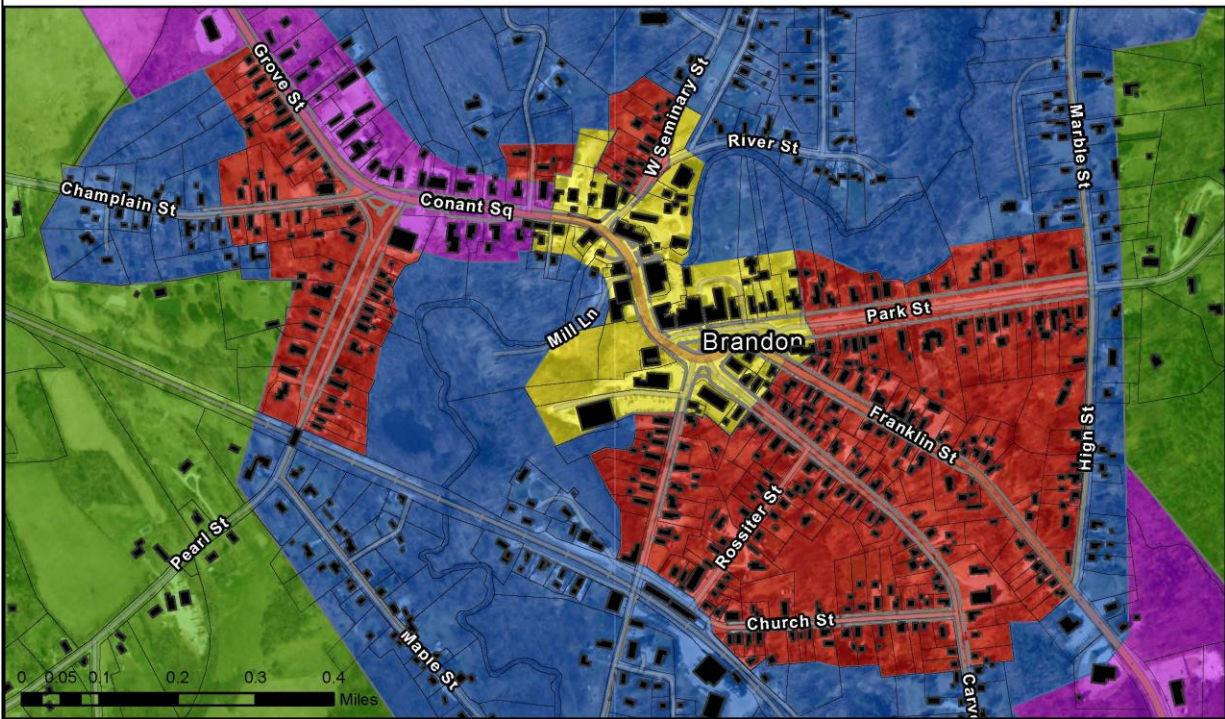 Grove St
W Seminary St
River St
Marble St
Champlain St
Conant Sq
Mill Ln
Park St
Brandon
Franklin St
High St
Rossiter St
Pearl St
Church St
Maple St
Carv
0 0.05 0.1 0.2 0.3 0.4
Miles